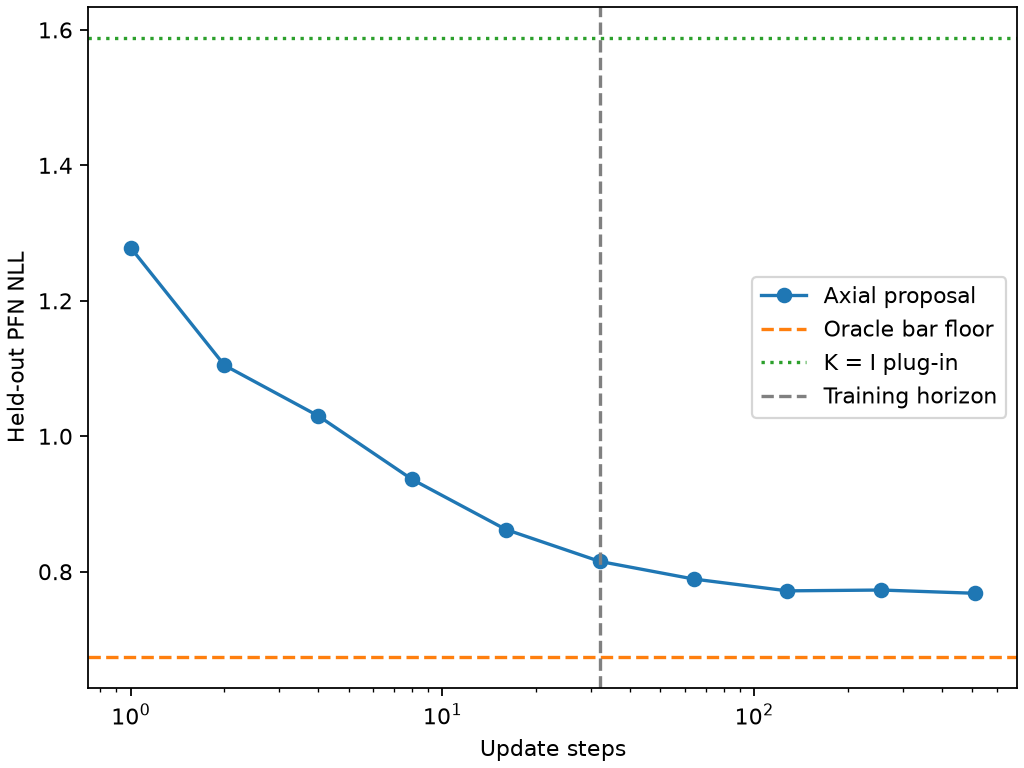 1.6
1.4
1.2
1.0
0.8
Held-out PFN NLL
Axial proposal
Oracle bar floor
K = I plug-in
Training horizon
10⁰
10¹
10²
Update steps